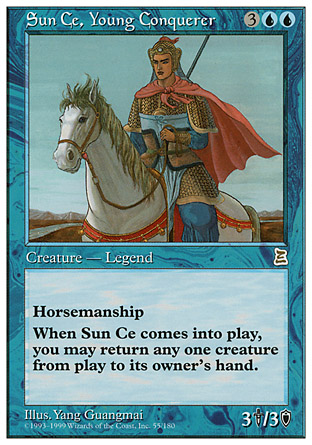 Sun Ce, Young Conquerer 3
Creature — Legend
Horsemanship
When Sun Ce comes into play,
you may return any one creature
from play to its owner's hand.
Illus. Yang Guangmai
©1993-1999 Wizards of the Coast, Inc. 55/180
3/3